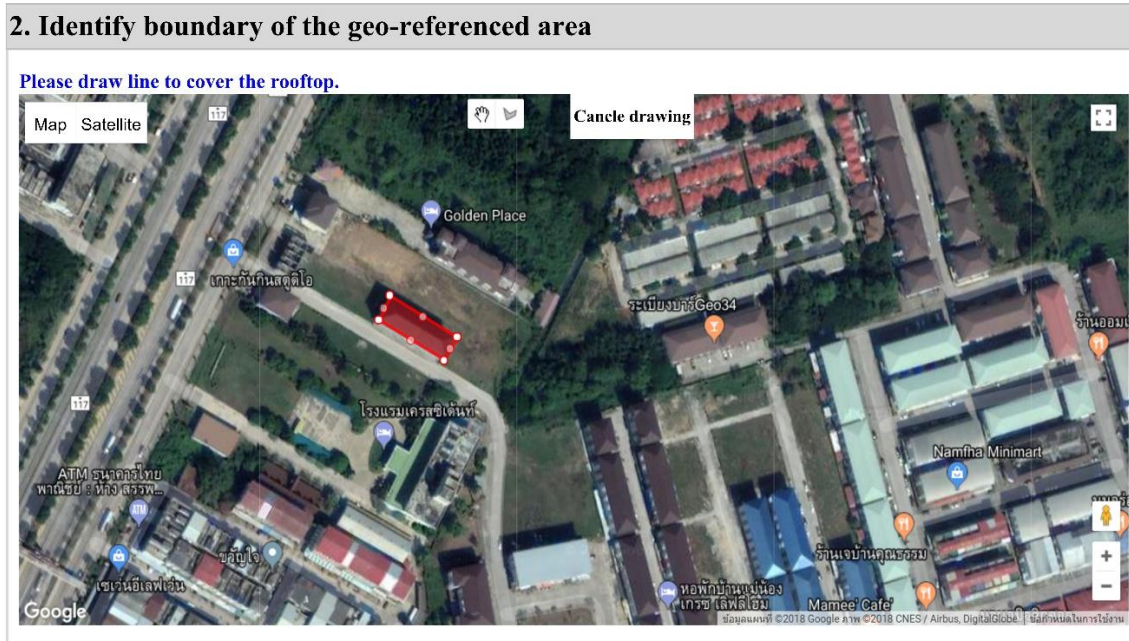 2. Identify boundary of the geo-referenced area
Please draw line to cover the rooftop.
Map Satellite
Cancle drawing
117
Golden Place
117
เกาะกันกินสตูดิโอ
ระเบียงบาร์Geo34
117
โรงแรมเครสซิเด้นท์
Namfha Minimart
ATM ธนาคารไทย
พาณิชย์ : ห้าง สรรพ...
ATM
ขวัญใจ
ร้านเจบ้านคุณธรรม
เซเว่นอีเลฟเว่น
+
หอพักบ้านแม่น้อง
เกรซ เลิฟลี่โฮม
Mamee' Cafe'
−
Google
ข้อมูลแผนที่ ©2018 Google ภาพ ©2018 CNES / Airbus, DigitalGlobe
ข้อกำหนดในการใช้งาน